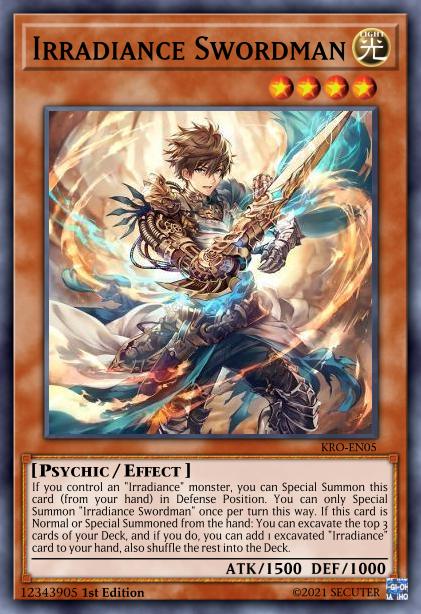 Irradiance Swordman
LIGHT
光
KRO-EN05
[Psychic / Effect]
If you control an "Irradiance" monster, you can Special Summon this
card (from your hand) in Defense Position. You can only Special
Summon "Irradiance Swordman" once per turn this way. If this card is
Normal or Special Summoned from the hand: You can excavate the top 3
cards of your Deck, and if you do, you can add 1 excavated "Irradiance"
card to your hand, also shuffle the rest into the Deck.
ATK/1500 DEF/1000
12343905 1st Edition
©2021 SECUTER